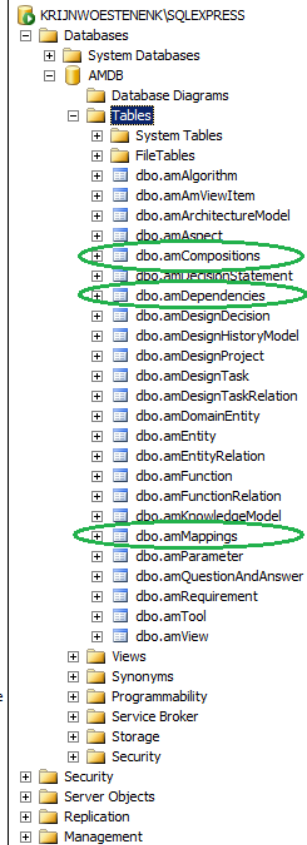 KRIJNWOESTENENK\SQLEXPRESS
Databases
System Databases
AMDB
Database Diagrams
Tables
System Tables
FileTables
dbo.amAlgorithm
dbo.amAmViewItem
dbo.amArchitectureModel
dbo.amAspect
dbo.amCompositions
dbo.amDecisionStatement
dbo.amDependencies
dbo.amDesignDecision
dbo.amDesignHistoryModel
dbo.amDesignProject
dbo.amDesignTask
dbo.amDesignTaskRelation
dbo.amDomainEntity
dbo.amEntity
dbo.amEntityRelation
dbo.amFunction
dbo.amFunctionRelation
dbo.amKnowledgeModel
dbo.amMappings
dbo.amParameter
dbo.amQuestionAndAnswer
dbo.amRequirement
dbo.amTool
dbo.amView
Views
Synonyms
e
Programmability
Service Broker
Storage
Security
Security
Server Objects
Replication
Management